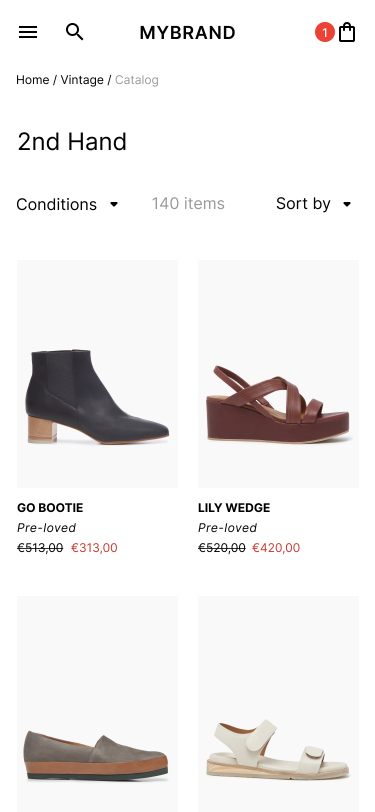 MYBRAND
1
Home / Vintage / Catalog
2nd Hand
Conditions
140 items
Sort by
GO BOOTIE
Pre-loved
€513,00 €313,00
LILY WEDGE
Pre-loved
€520,00 €420,00